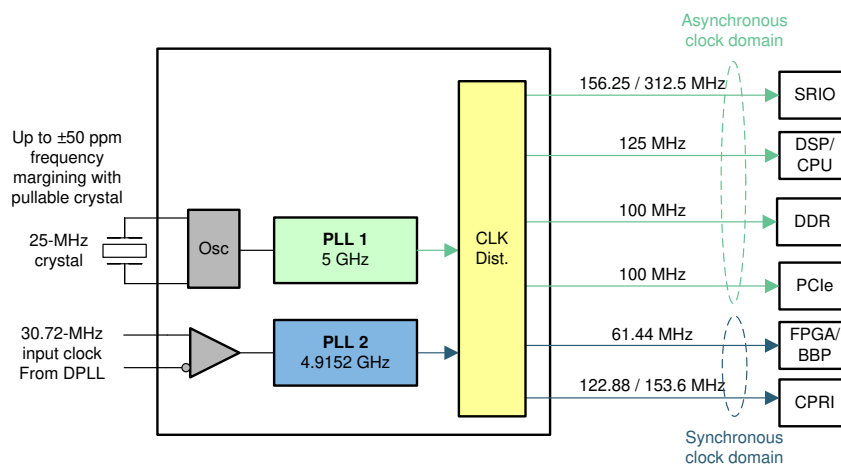 Asynchronous
clock domain
156.25 / 312.5 MHz
SRIO
Up to ±50 ppm
frequency
margining with
pullable crystal
125 MHz
DSP/
CPU
100 MHz
DDR
25-MHz
crystal
Osc
PLL 1
5 GHz
CLK
Dist.
100 MHz
PCIe
30.72-MHz
input clock
From DPLL
PLL 2
4.9152 GHz
61.44 MHz
FPGA/
BBP
122.88 / 153.6 MHz
CPRI
Synchronous
clock domain